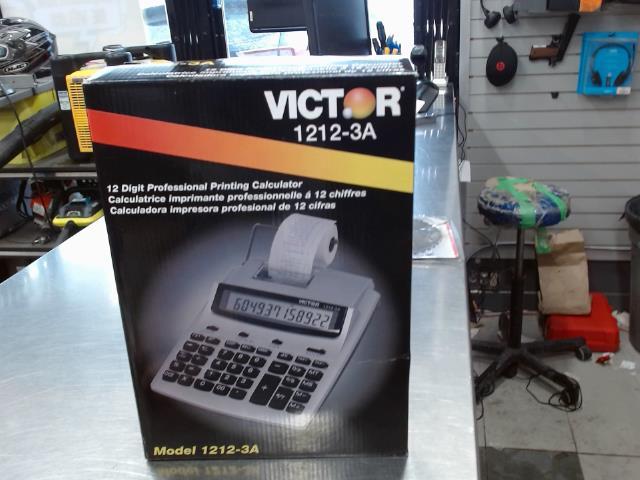 VICTOR
1212-3A
12 Digit Professional Printing Calculator
Calculatrice imprimante professionnelle à 12 chiffres
Calculadora impresora profesional de 12 cifras
VICTOR
604937158922
Model 1212-3A